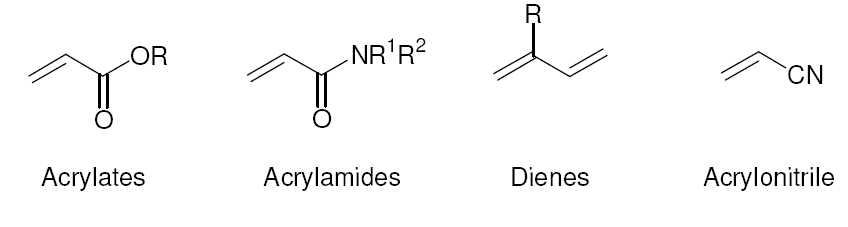 R
OR
NR¹R²
CN
O
O
Acrylates Acrylamides Dienes Acrylonitrile